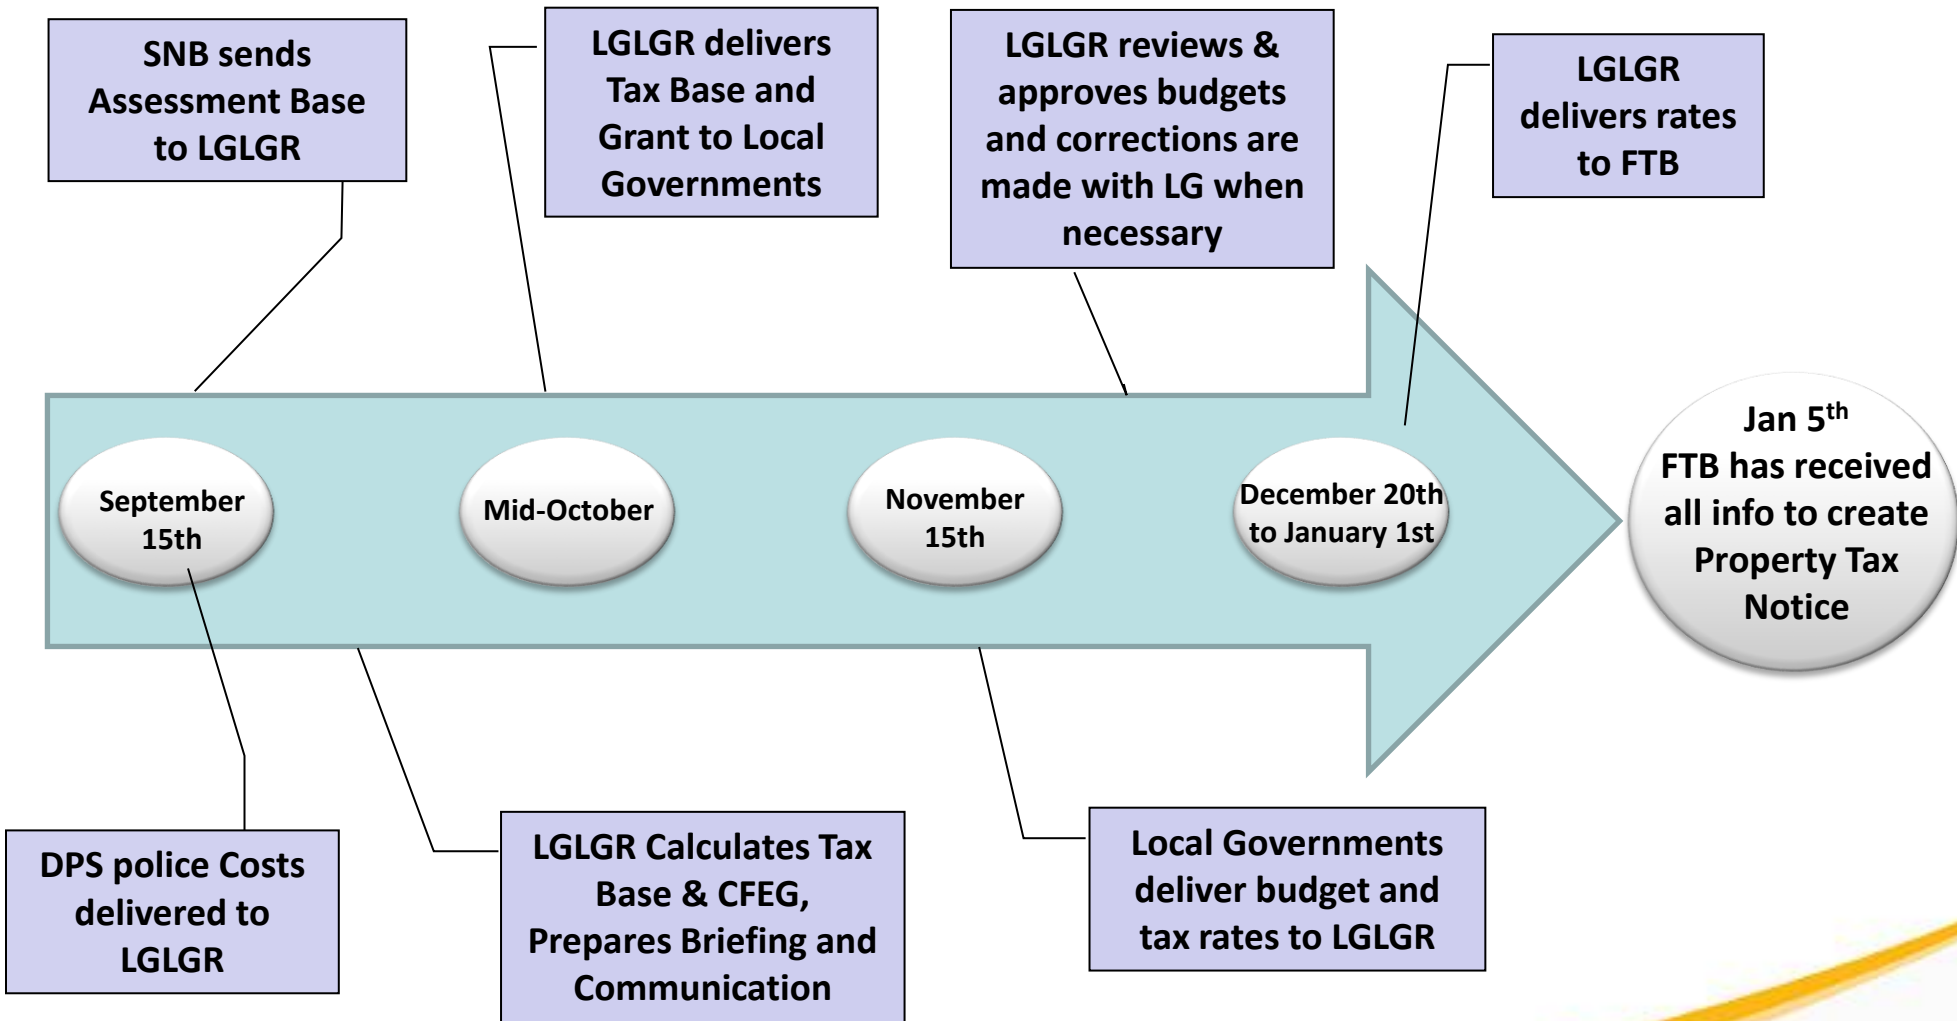 SNB sends
Assessment Base
to LGLGR
LGLGR delivers
Tax Base and
Grant to Local
Governments
LGLGR reviews &
approves budgets
and corrections are
made with LG when
necessary
LGLGR
delivers rates
to FTB
September
15th
Mid-October
November
15th
December 20th
to January 1st
Jan 5th
FTB has received
all info to create
Property Tax
Notice
DPS police Costs
delivered to
LGLGR
LGLGR Calculates Tax
Base & CFEG,
Prepares Briefing and
Communication
Local Governments
deliver budget and
tax rates to LGLGR